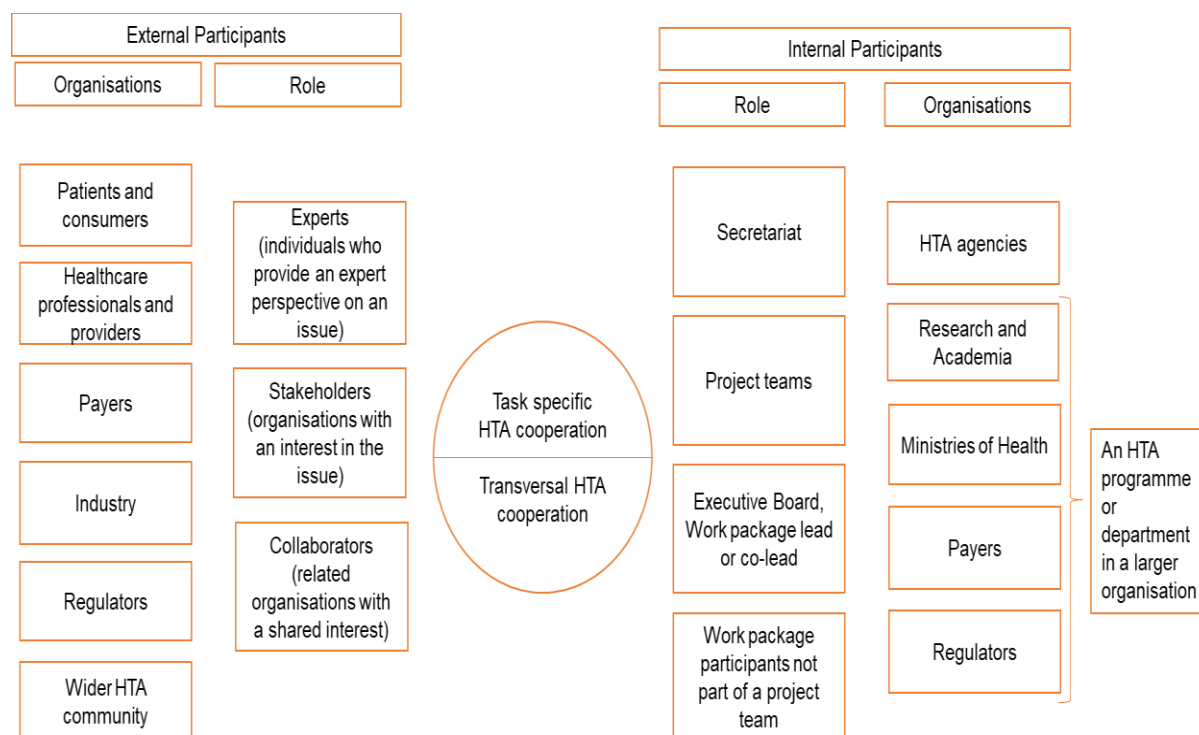 External Participants
Organisations
Role
Patients and
consumers
Healthcare
professionals and
providers
Payers
Industry
Regulators
Wider HTA
community
Experts
(individuals who
provide an expert
perspective on an
issue)
Stakeholders
(organisations with
an interest in the
issue)
Collaborators
(related
organisations with
a shared interest)
Task specific
HTA cooperation
Transversal HTA
cooperation
Internal Participants
Role
Organisations
Secretariat
Project teams
Executive Board,
Work package lead
or co-lead
Work package
participants not
part of a project
team
HTA agencies
Research and
Academia
Ministries of Health
Payers
Regulators
An HTA
programme
or
department
in a larger
organisation